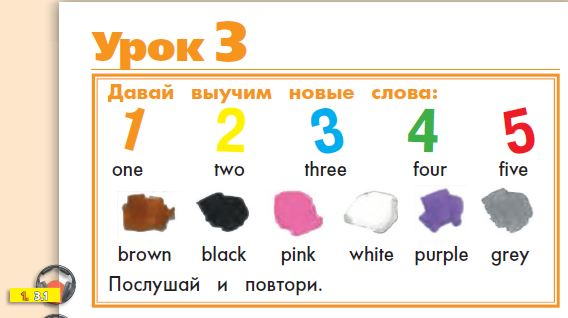 Урок 3
Давай выучим новые слова:
1 2 3 4 5
one two three four five
brown black pink white purple grey
Послушай и повтори.
1. 3.1